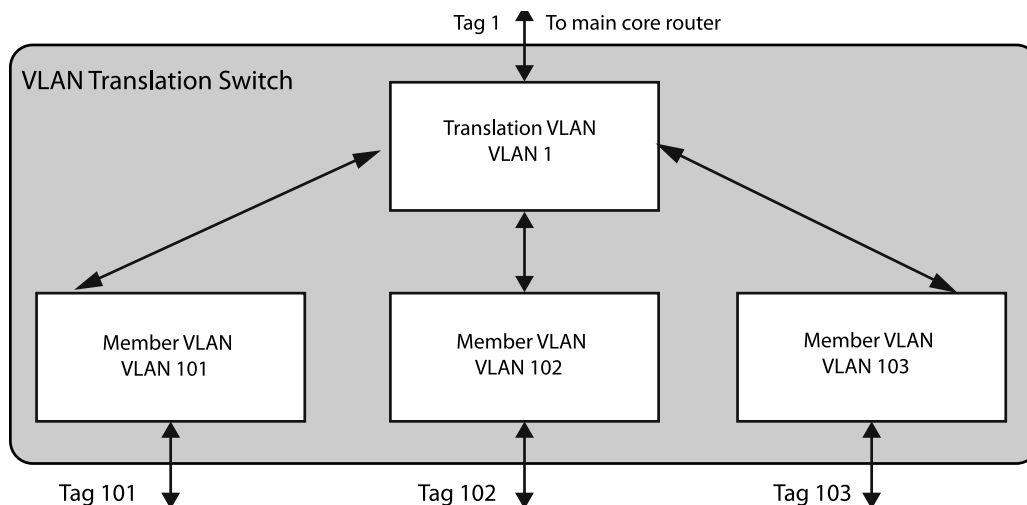 Tag 1 To main core router
VLAN Translation Switch
Translation VLAN
VLAN 1
Member VLAN
VLAN 101
Member VLAN
VLAN 102
Member VLAN
VLAN 103
Tag 101
Tag 102
Tag 103